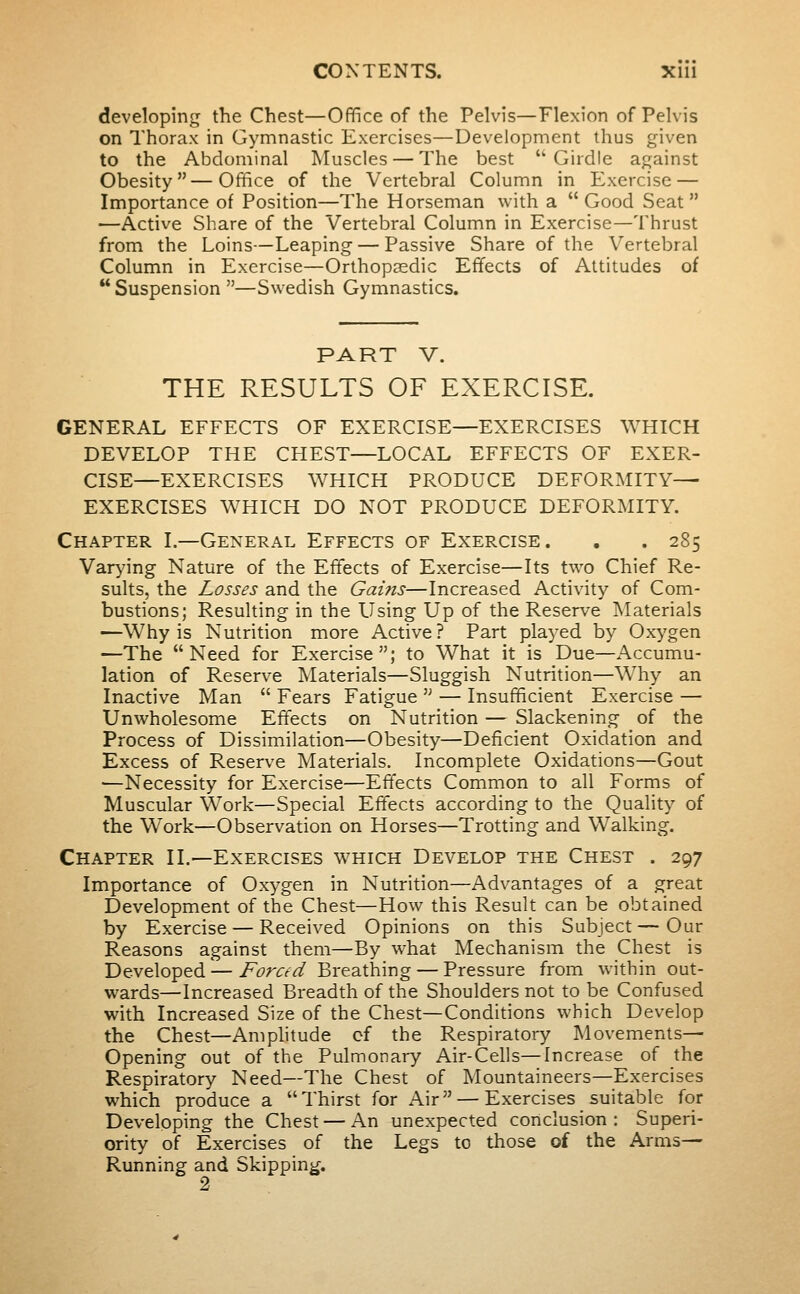 CONTENTS. xiii
developing the Chest—Office of the Pelvis—Flexion of Pelvis
on Thorax in Gymnastic Exercises—Development thus given
to the Abdominal Muscles — The best “ Girdle against
Obesity ” — Office of the Vertebral Column in Exercise —
Importance of Position—The Horseman with a “ Good Seat ”
—Active Share of the Vertebral Column in Exercise—Thrust
from the Loins—Leaping — Passive Share of the Vertebral
Column in Exercise—Orthopædic Effects of Attitudes of
“ Suspension ”—Swedish Gymnastics.
PART V.
THE RESULTS OF EXERCISE.
GENERAL EFFECTS OF EXERCISE—EXERCISES WHICH
DEVELOP THE CHEST—LOCAL EFFECTS OF EXER-
CISE—EXERCISES WHICH PRODUCE DEFORMITY—
EXERCISES WHICH DO NOT PRODUCE DEFORMITY.
CHAPTER I.—GENERAL EFFECTS OF EXERCISE . . . 285
Varying Nature of the Effects of Exercise—Its two Chief Re-
sults, the Losses and the Gains—Increased Activity of Com-
bustions; Resulting in the Using Up of the Reserve Materials
—Why is Nutrition more Active? Part played by Oxygen
—The “ Need for Exercise ”; to What it is Due—Accumu-
lation of Reserve Materials—Sluggish Nutrition—Why an
Inactive Man “ Fears Fatigue ” — Insufficient Exercise —
Unwholesome Effects on Nutrition — Slackening of the
Process of Dissimilation—Obesity—Deficient Oxidation and
Excess of Reserve Materials. Incomplete Oxidations—Gout
—Necessity for Exercise—Effects Common to all Forms of
Muscular Work—Special Effects according to the Quality of
the Work—Observation on Horses—Trotting and Walking.
CHAPTER II.—EXERCISES WHICH DEVELOP THE CHEST . 297
Importance of Oxygen in Nutrition—Advantages of a great
Development of the Chest—How this Result can be obtained
by Exercise — Received Opinions on this Subject — Our
Reasons against them—By what Mechanism the Chest is
Developed — Forced Breathing — Pressure from within out-
wards—Increased Breadth of the Shoulders not to be Confused
with Increased Size of the Chest—Conditions which Develop
the Chest—Amplitude of the Respiratory Movements—
Opening out of the Pulmonary Air-Cells—Increase of the
Respiratory Need—The Chest of Mountaineers—Exercises
which produce a “ Thirst for Air ” — Exercises suitable for
Developing the Chest — An unexpected conclusion : Superi-
ority of Exercises of the Legs to those of the Arms—
Running and Skipping.
2